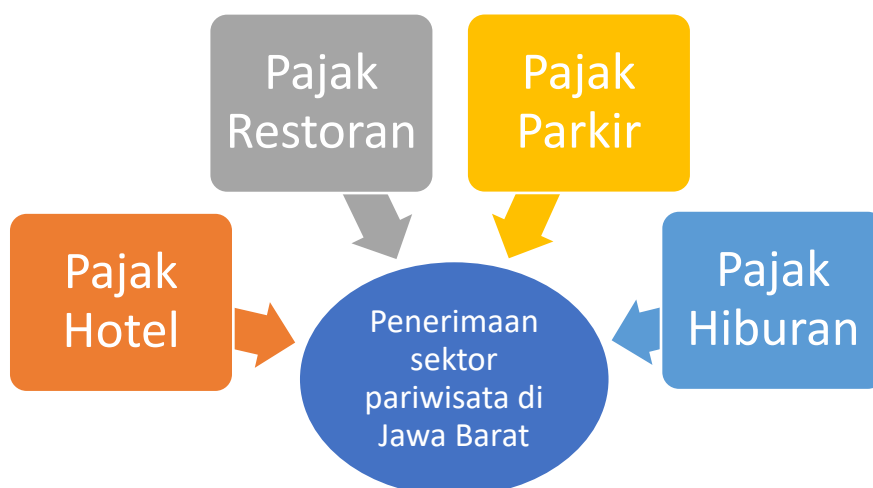 Pajak
Restoran
Pajak
Parkir
Pajak
Hotel
Pajak
Hiburan
Penerimaan
sektor
pariwisata di
Jawa Barat